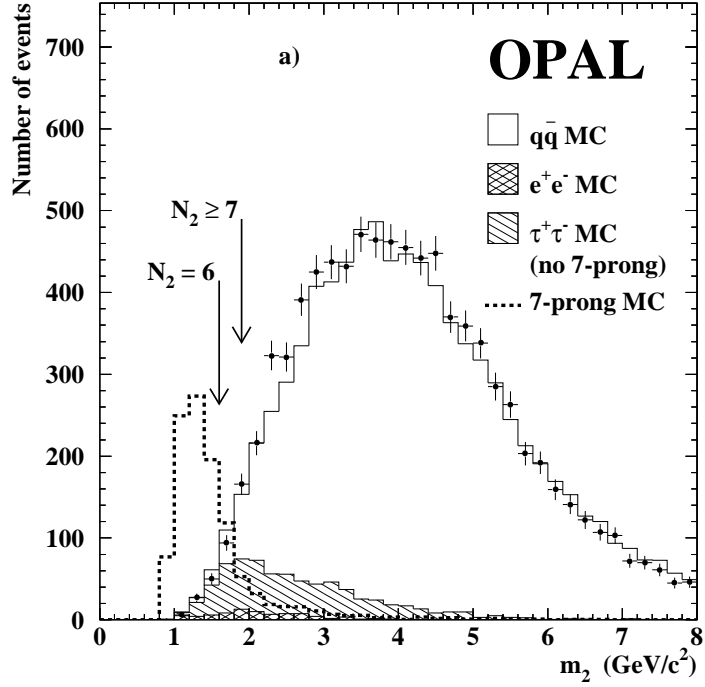 Number of events
700
600
500
400
300
200
100
0
0 1 2 3 4 5 6 7 8
m₂ (GeV/c²)
a)
OPAL
qq̄ MC
e⁺e⁻ MC
τ⁺τ⁻ MC
(no 7-prong)
7-prong MC
N₂ ≥ 7
N₂ = 6